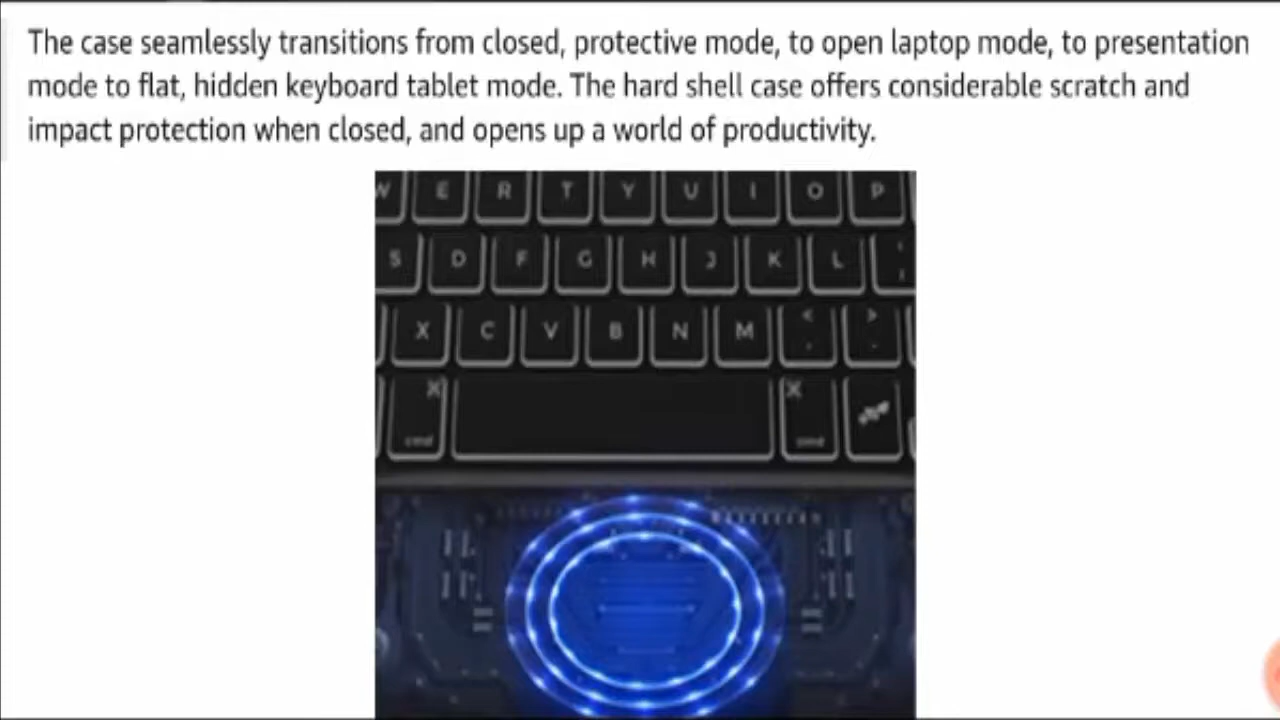 The case seamlessly transitions from closed, protective mode, to open laptop mode, to presentation
mode to flat, hidden keyboard tablet mode. The hard shell case offers considerable scratch and
impact protection when closed, and opens up a world of productivity.
E R T Y U I O P
S D F G H J K L
X C V B N M < >
cmd cmd